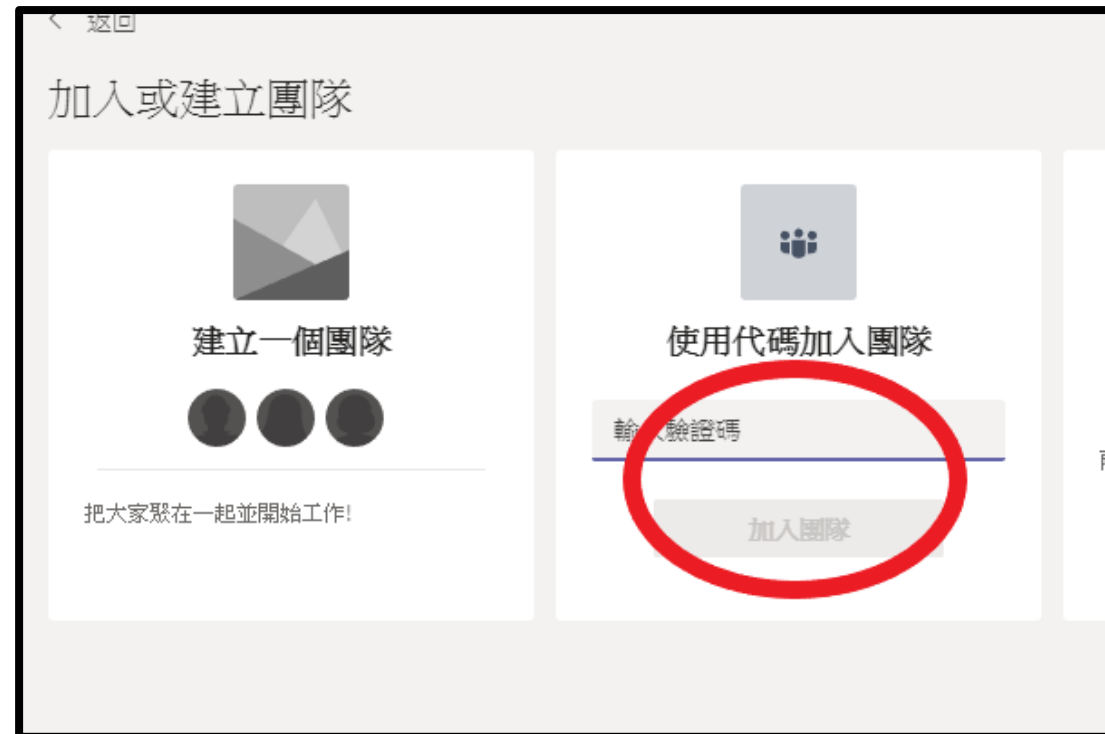 返回
加入或建立團隊
建立一個團隊
把大家聚在一起並開始工作!
使用代碼加入團隊
輸入驗證碼
加入團隊